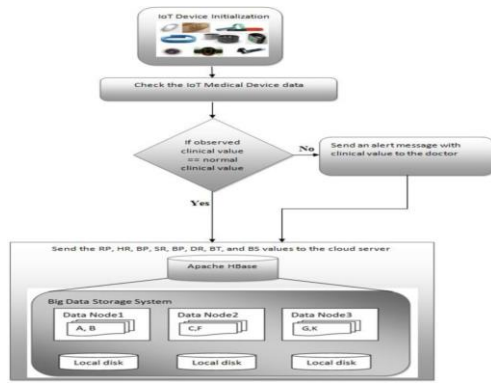 IoT Device Initialization
Check the IoT Medical Device data
If observed
clinical value
== normal
clinical value
No
Send an alert message with
clinical value to the doctor
Yes
Send the RP, HR, BP, SR, BP, DR, BT, and BS values to the cloud server
Apache HBase
Big Data Storage System
Data Node1
Data Node2
Data Node3
A, B
C,F
G,K
Local disk
Local disk
Local disk